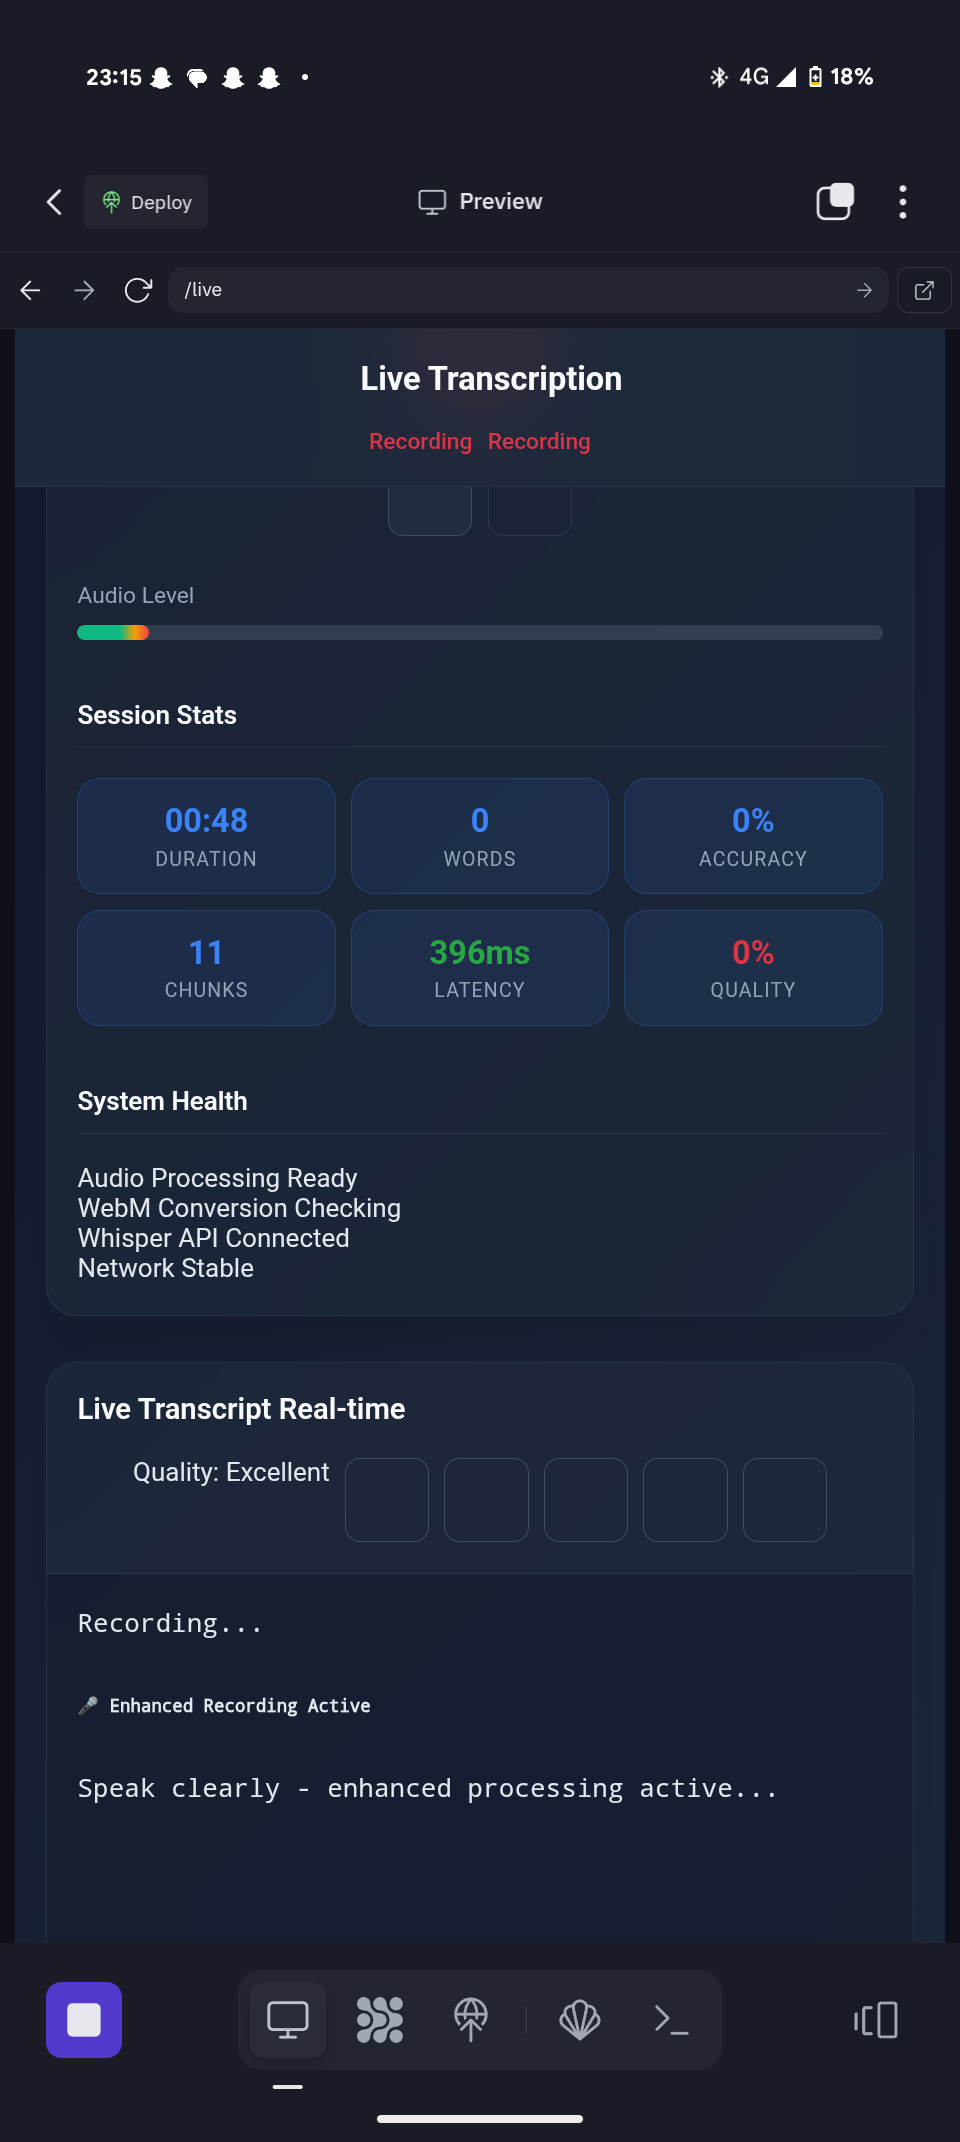 23:15
4G 18%
Deploy
Preview
/live
Live Transcription
Recording Recording
Audio Level
Session Stats
00:48 0 0%
DURATION WORDS ACCURACY
11 396ms 0%
CHUNKS LATENCY QUALITY
System Health
Audio Processing Ready
WebM Conversion Checking
Whisper API Connected
Network Stable
Live Transcript Real-time
Quality: Excellent
Recording...
🎤 Enhanced Recording Active
Speak clearly - enhanced processing active...